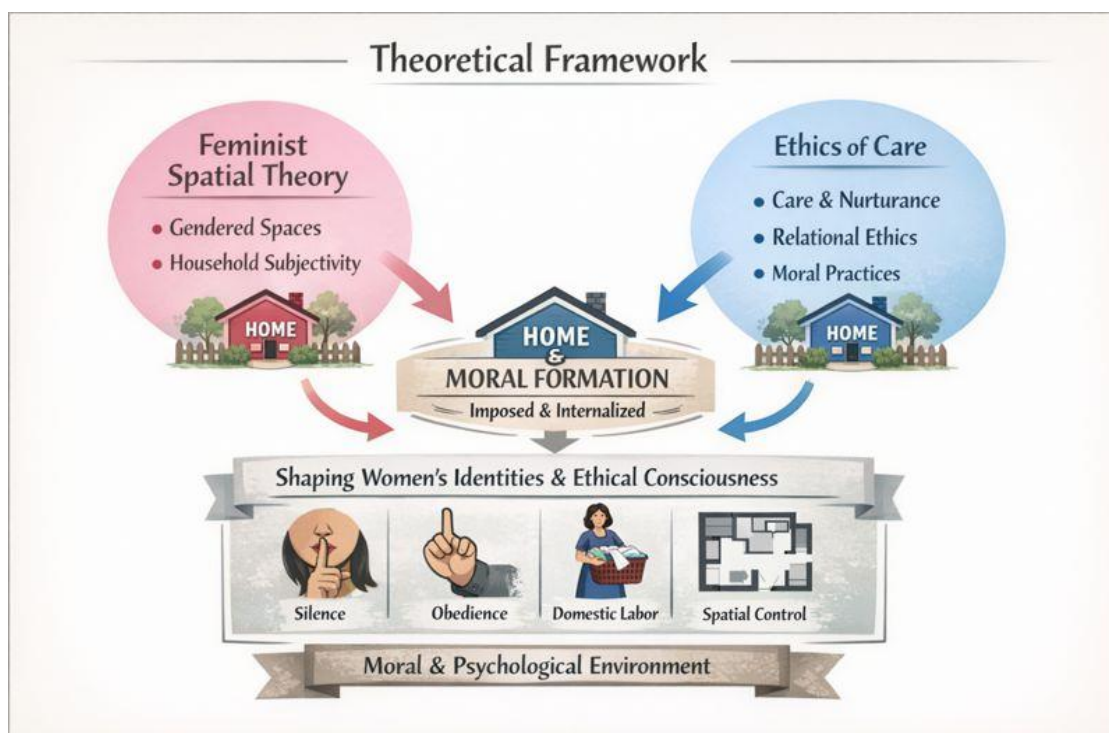 Theoretical Framework
Feminist
Spatial Theory
• Gendered Spaces
• Household Subjectivity
HOME
Ethics of Care
• Care & Nurturance
• Relational Ethics
• Moral Practices
HOME
HOME
&
MORAL FORMATION
Imposed & Internalized
Shaping Women's Identities & Ethical Consciousness
Silence
Obedience
Domestic Labor
Spatial Control
Moral & Psychological Environment